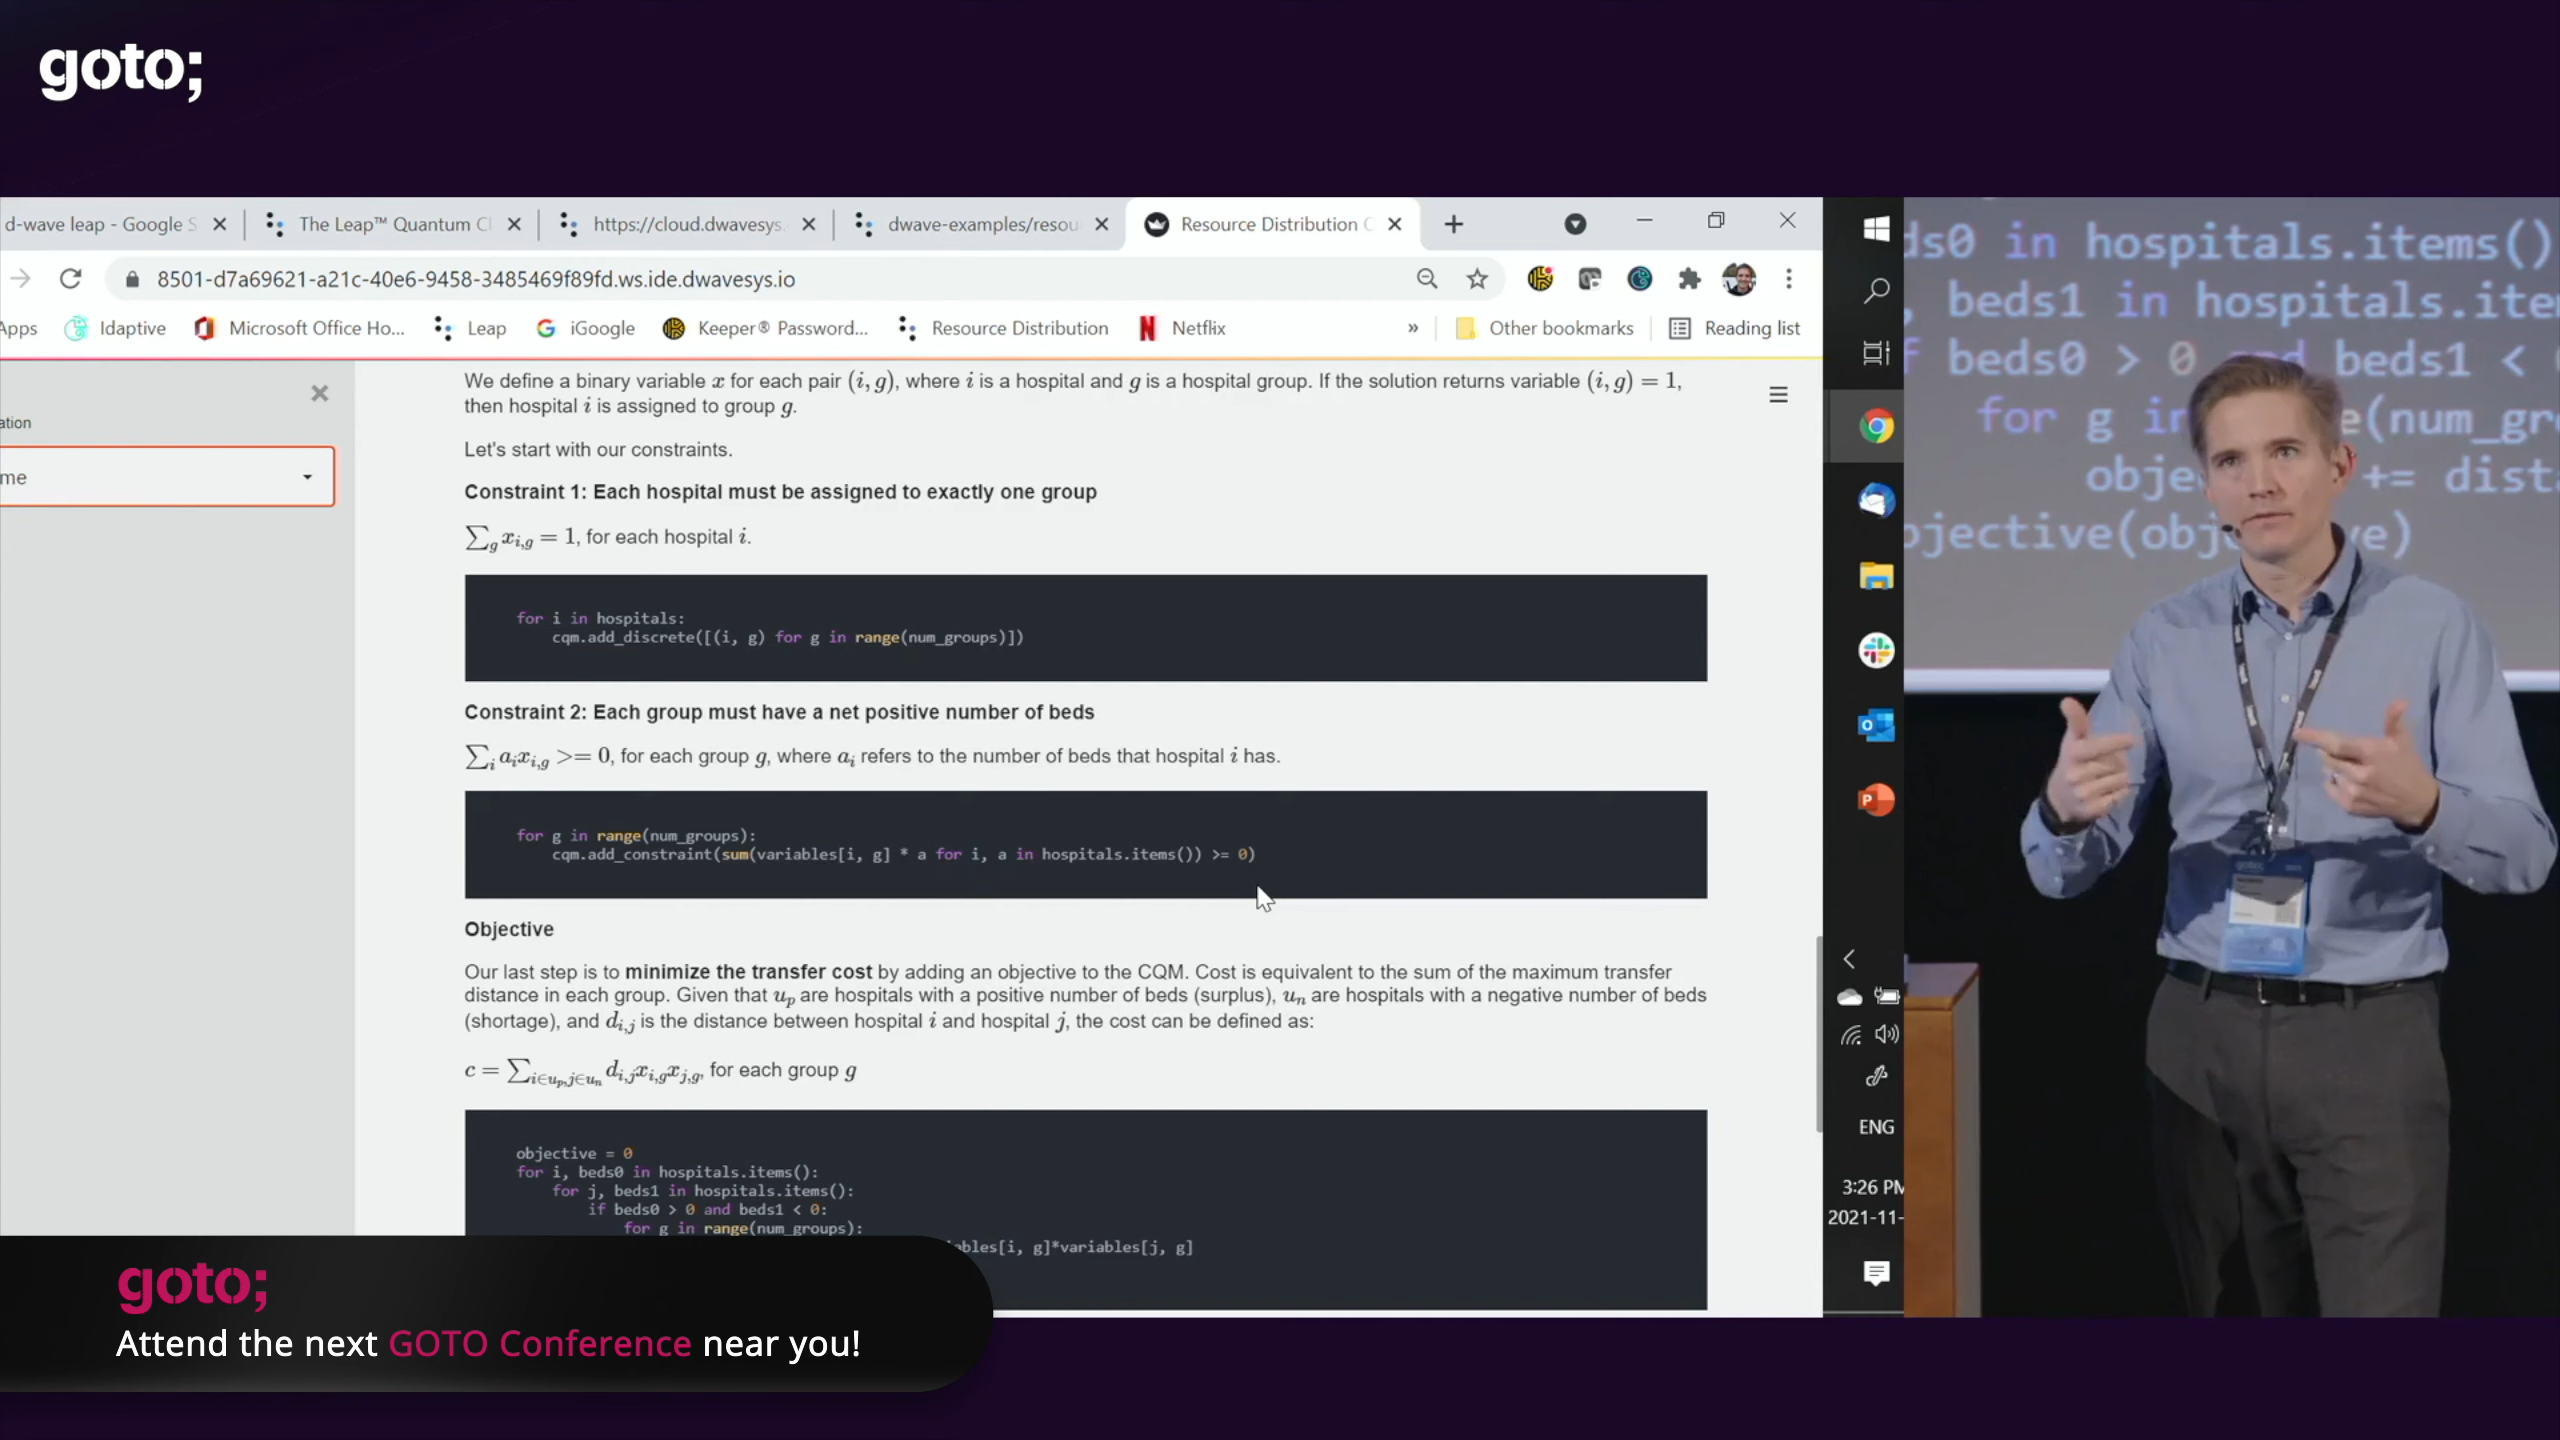 goto;
d-wave leap - Google S
The Leap™ Quantum Cl
https://cloud.dwavesys.
dwave-examples/resou
Resource Distribution C
8501-d7a69621-a21c-40e6-9458-3485469f89fd.ws.ide.dwavesys.io
Apps Idaptive Microsoft Office Ho... Leap iGoogle Keeper® Password... Resource Distribution Netflix » Other bookmarks Reading list
ation
me
We define a binary variable x for each pair (i, g), where i is a hospital and g is a hospital group. If the solution returns variable (i, g) = 1,
then hospital i is assigned to group g.
Let's start with our constraints.
Constraint 1: Each hospital must be assigned to exactly one group
∑g xi,g = 1, for each hospital i.
for i in hospitals:
cqm.add_discrete([(i, g) for g in range(num_groups)])
Constraint 2: Each group must have a net positive number of beds
∑i aixi,g >= 0, for each group g, where ai refers to the number of beds that hospital i has.
for g in range(num_groups):
cqm.add_constraint(sum(variables[i, g] * a for i, a in hospitals.items()) >= 0)
Objective
Our last step is to minimize the transfer cost by adding an objective to the CQM. Cost is equivalent to the sum of the maximum transfer
distance in each group. Given that up are hospitals with a positive number of beds (surplus), un are hospitals with a negative number of beds
(shortage), and di,j is the distance between hospital i and hospital j, the cost can be defined as:
c = ∑i∈up,j∈un di,jxi,gxj,g, for each group g
objective = 0
for i, beds0 in hospitals.items():
for j, beds1 in hospitals.items():
if beds0 > 0 and beds1 < 0:
for g in range(num_groups):
ables[i, g]*variables[j, g]
ENG
3:26 PM
2021-11-
ds0 in hospitals.items()
, beds1 in hospitals.ite
f beds0 > 0 and beds1 <
for g in e(num_gr
obje += dist
bjective(obj ve)
goto;
Attend the next GOTO Conference near you!